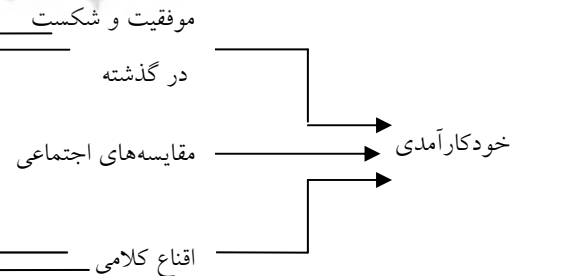 موفقیت و شکست
در گذشته
مقایسه‌های اجتماعی
خودکارآمدی
اقناع کلامی